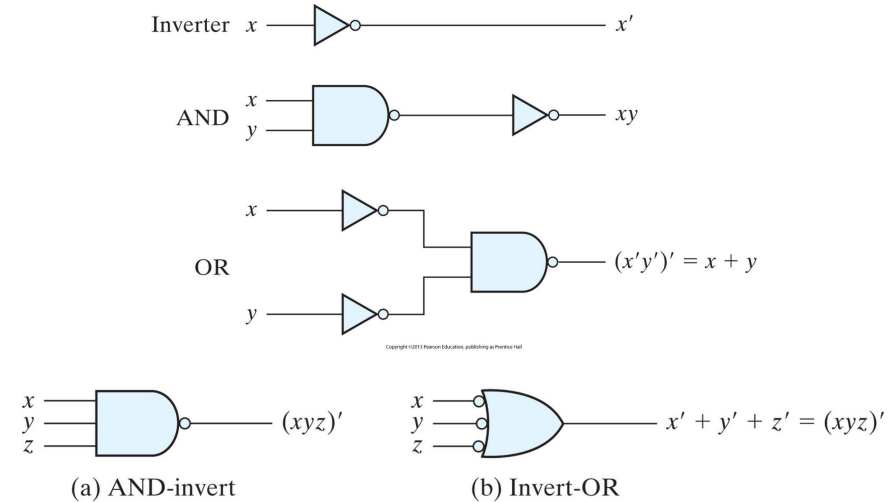 Inverter x x′
AND x y xy
OR x y (x′y′)′ = x + y
Copyright ©2013 Pearson Education, publishing as Prentice Hall
x y z (xyz)′
x y z x′ + y′ + z′ = (xyz)′
(a) AND-invert
(b) Invert-OR